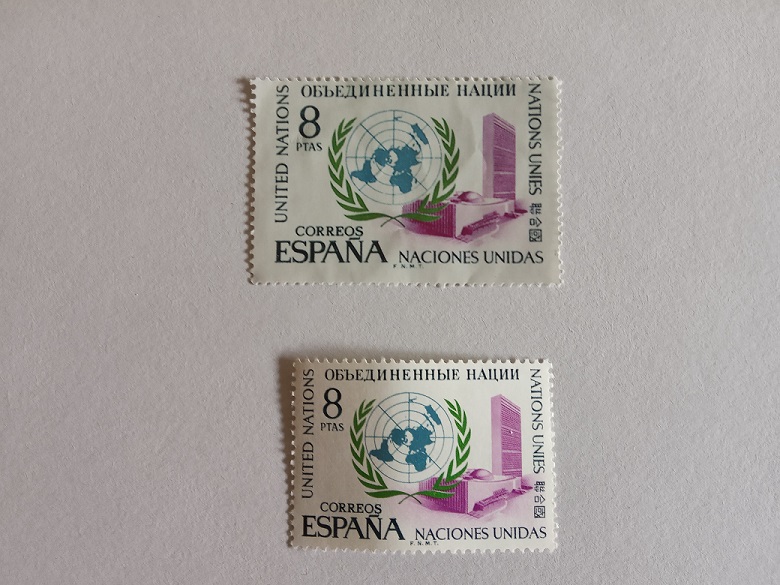 ОБЪЕДИНЕННЫЕ НАЦИИ
UNITED NATIONS
8
PTAS
NATIONS UNIES 聯合國
CORREOS
ESPAÑA
NACIONES UNIDAS
F.N.M.T.
ОБЪЕДИНЕННЫЕ НАЦИИ
UNITED NATIONS
8
PTAS
NATIONS UNIES 聯合國
CORREOS
ESPAÑA
NACIONES UNIDAS
F.N.M.T.